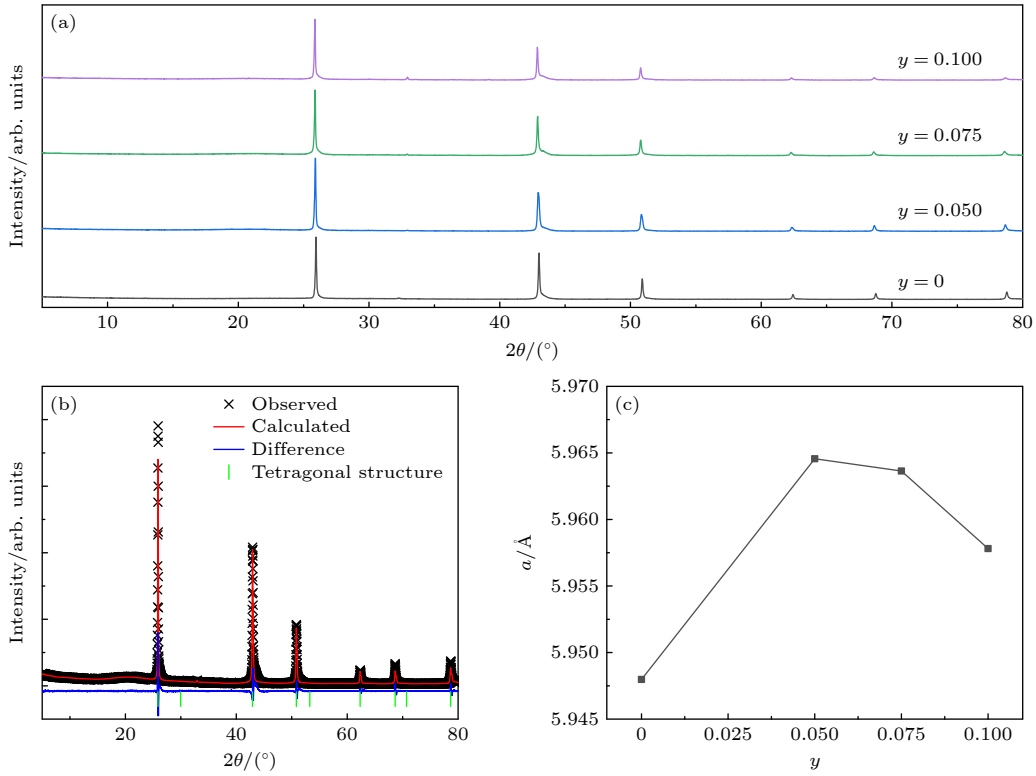 (a)
Intensity/arb. units
y = 0.100
y = 0.075
y = 0.050
y = 0
10 20 30 40 50 60 70 80
2θ/(°)
(b)
Intensity/arb. units
Observed
Calculated
Difference
Tetragonal structure
20 40 60 80
2θ/(°)
(c)
a/Å
5.970
5.965
5.960
5.955
5.950
5.945
0 0.025 0.050 0.075 0.100
y